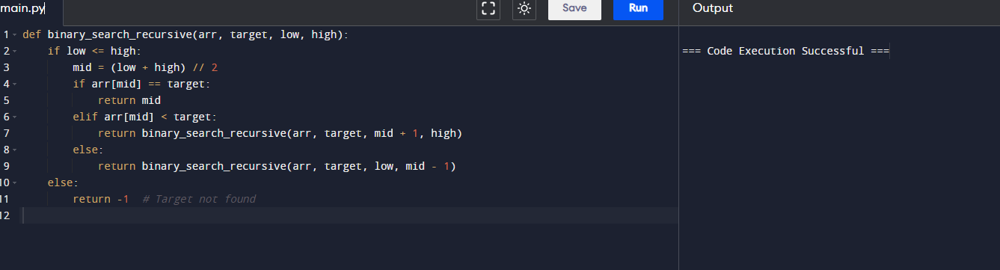 main.py
Save
Run
Output
1 def binary_search_recursive(arr, target, low, high):
2     if low <= high:
3         mid = (low + high) // 2
4         if arr[mid] == target:
5             return mid
6         elif arr[mid] < target:
7             return binary_search_recursive(arr, target, mid + 1, high)
8         else:
9             return binary_search_recursive(arr, target, low, mid - 1)
10     else:
11         return -1  # Target not found
12
=== Code Execution Successful ===